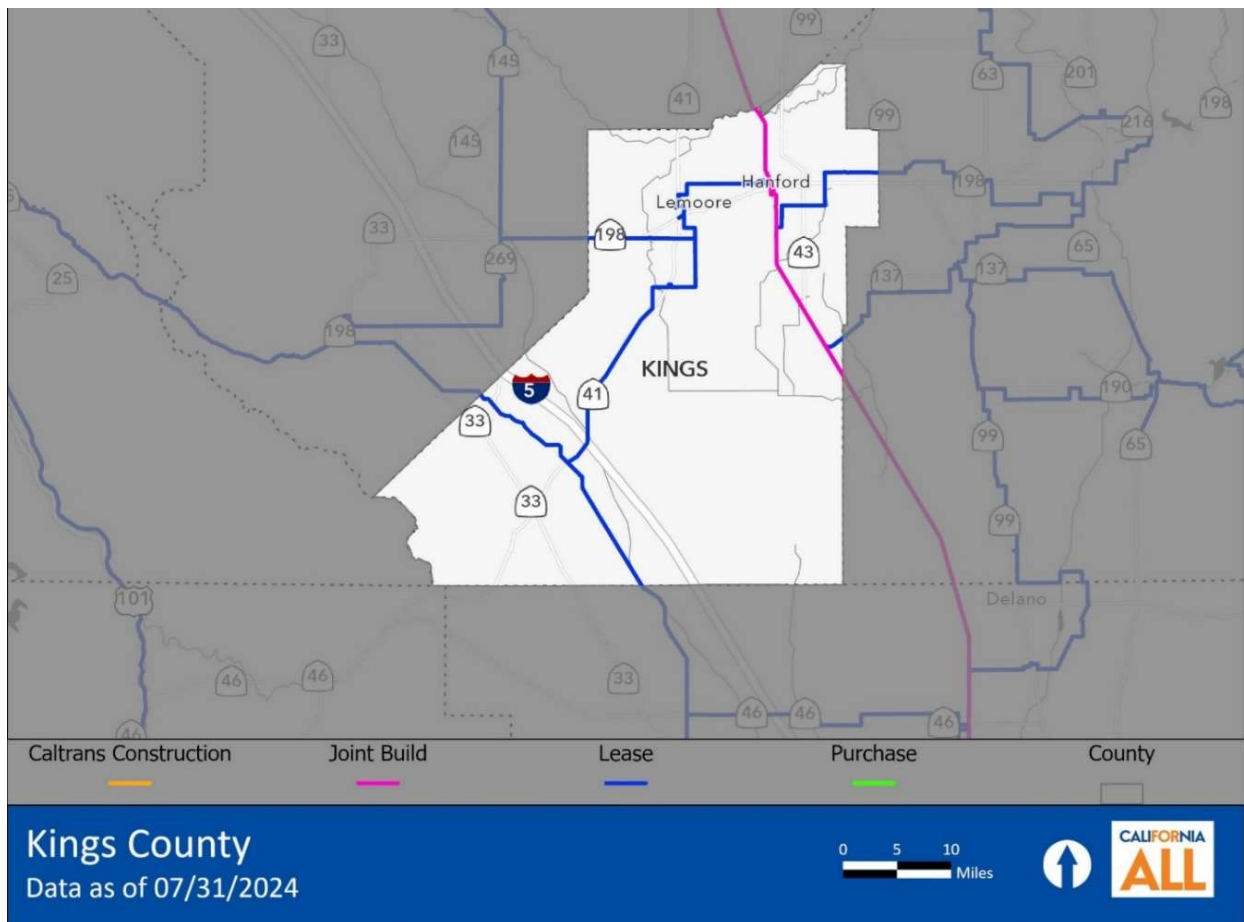 33
99
145
63
201
41
198
99
216
145
Hanford
198
Lemoore
33
198
43
65
269
25
137
137
198
KINGS
5
41
190
33
99
65
33
99
101
Delano
46
46
33
46
46
46
46
Caltrans Construction
Joint Build
Lease
Purchase
County
Kings County
Data as of 07/31/2024
0 5 10
Miles
CALIFORNIA
ALL